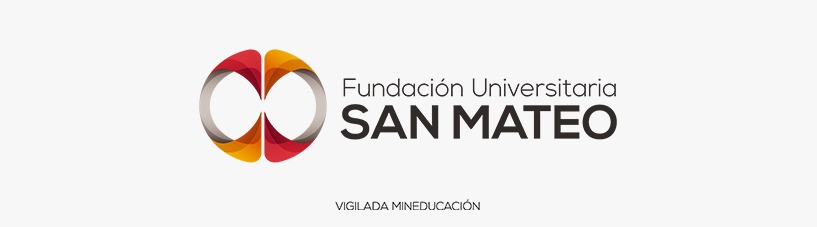 Fundación Universitaria
SAN MATEO
VIGILADA MINEDUCACIÓN